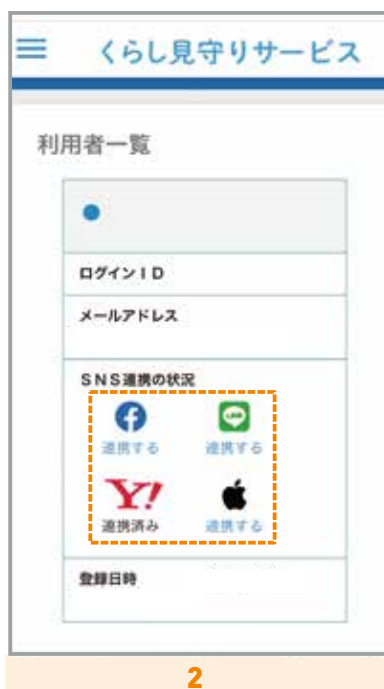 くらし見守りサービス
利用者一覧
ログインID
メールアドレス
SNS連携の状況
連携する 連携する
Y!
連携済み 連携する
登録日時
2